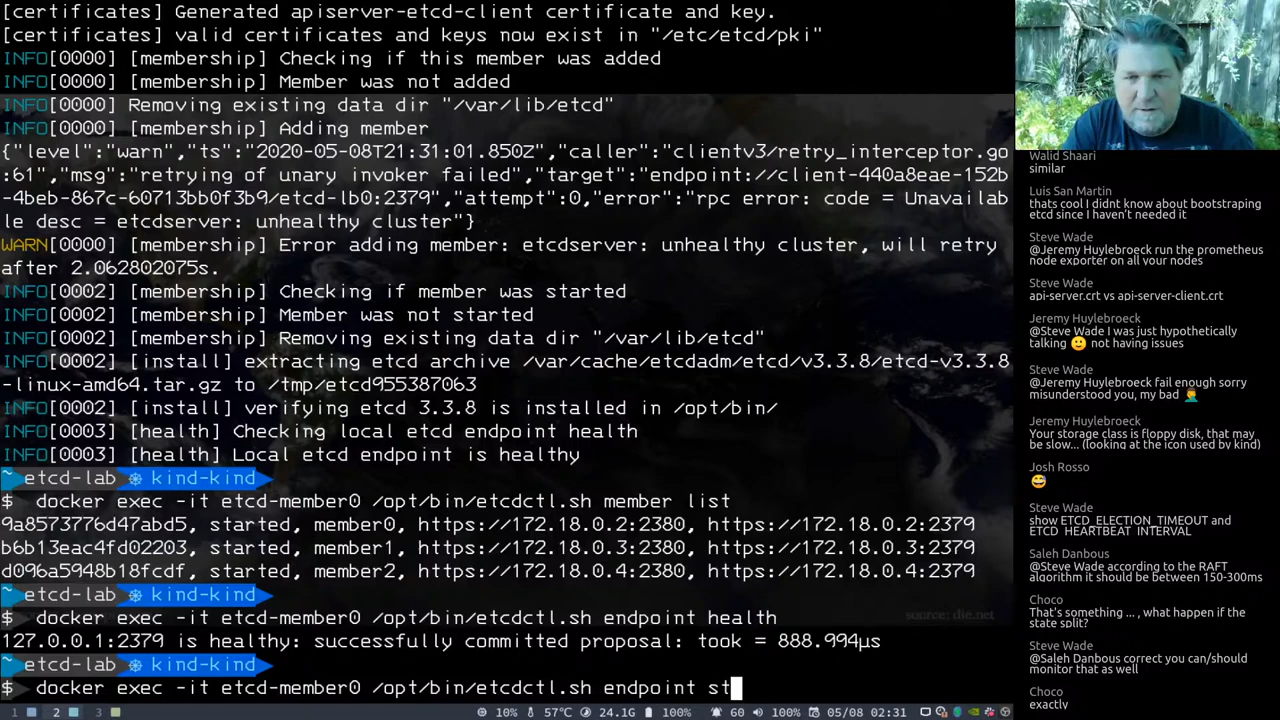 [certificates] Generated apiserver-etcd-client certificate and key.
[certificates] valid certificates and keys now exist in "/etc/etcd/pki"
INFO[0000] [membership] Checking if this member was added
INFO[0000] [membership] Member was not added
INFO[0000] Removing existing data dir "/var/lib/etcd"
INFO[0000] [membership] Adding member
{"level":"warn","ts":"2020-05-08T21:31:01.850Z","caller":"clientv3/retry_interceptor.go
:61","msg":"retrying of unary invoker failed","target":"endpoint://client-440a8eae-152b
-4beb-867c-60713bb0f3b9/etcd-lb0:2379","attempt":0,"error":"rpc error: code = Unavailab
le desc = etcdserver: unhealthy cluster"}
WARN[0000] [membership] Error adding member: etcdserver: unhealthy cluster, will retry
after 2.062802075s.
INFO[0002] [membership] Checking if member was started
INFO[0002] [membership] Member was not started
INFO[0002] [membership] Removing existing data dir "/var/lib/etcd"
INFO[0002] [install] extracting etcd archive /var/cache/etcdadm/etcd/v3.3.8/etcd-v3.3.8
-linux-amd64.tar.gz to /tmp/etcd955387063
INFO[0002] [install] verifying etcd 3.3.8 is installed in /opt/bin/
INFO[0003] [health] Checking local etcd endpoint health
INFO[0003] [health] Local etcd endpoint is healthy
~ etcd-lab ⎈ kind-kind
$ docker exec -it etcd-member0 /opt/bin/etcdctl.sh member list
9a8573776d47abd5, started, member0, https://172.18.0.2:2380, https://172.18.0.2:2379
b6b13eac4fd02203, started, member1, https://172.18.0.3:2380, https://172.18.0.3:2379
d096a5948b18fcdf, started, member2, https://172.18.0.4:2380, https://172.18.0.4:2379
~ etcd-lab ⎈ kind-kind
$ docker exec -it etcd-member0 /opt/bin/etcdctl.sh endpoint health
source: die.net
127.0.0.1:2379 is healthy: successfully committed proposal: took = 888.994µs
~ etcd-lab ⎈ kind-kind
$ docker exec -it etcd-member0 /opt/bin/etcdctl.sh endpoint st
1 2 3 10% 57°C 24.1G 100% 60 100% 05/08 02:31
Walid Shaari
similar
Luis San Martin
thats cool I didnt know about bootstraping
etcd since I haven't needed it
Steve Wade
@Jeremy Huylebroeck run the prometheus
node exporter on all your nodes
Steve Wade
api-server.crt vs api-server-client.crt
Jeremy Huylebroeck
@Steve Wade I was just hypothetically
talking 🙂 not having issues
Steve Wade
@Jeremy Huylebroeck fail enough sorry
misunderstood you, my bad 🤦‍♂️
Jeremy Huylebroeck
Your storage class is floppy disk, that may
be slow... (looking at the icon used by kind)
Josh Rosso
😅
Steve Wade
show ETCD_ELECTION_TIMEOUT and
ETCD_HEARTBEAT_INTERVAL
Saleh Danbous
@Steve Wade according to the RAFT
algorithm it should be between 150-300ms
Choco
That's something ... , what happen if the
state split?
Steve Wade
@Saleh Danbous correct you can/should
monitor that as well
Choco
exactly